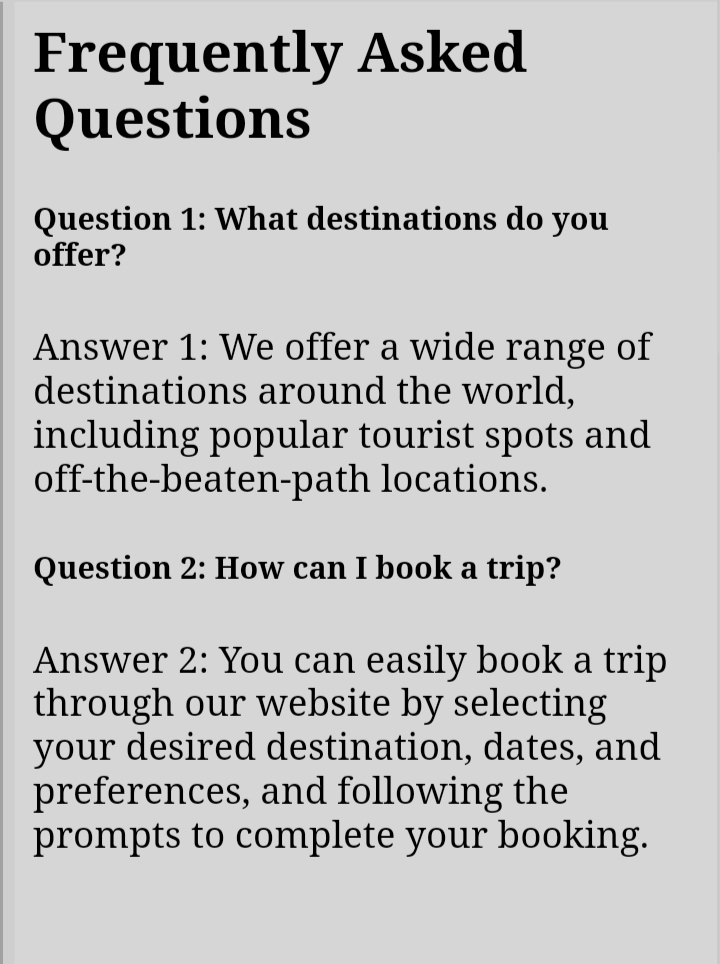 Frequently Asked
Questions
Question 1: What destinations do you
offer?
Answer 1: We offer a wide range of
destinations around the world,
including popular tourist spots and
off-the-beaten-path locations.
Question 2: How can I book a trip?
Answer 2: You can easily book a trip
through our website by selecting
your desired destination, dates, and
preferences, and following the
prompts to complete your booking.